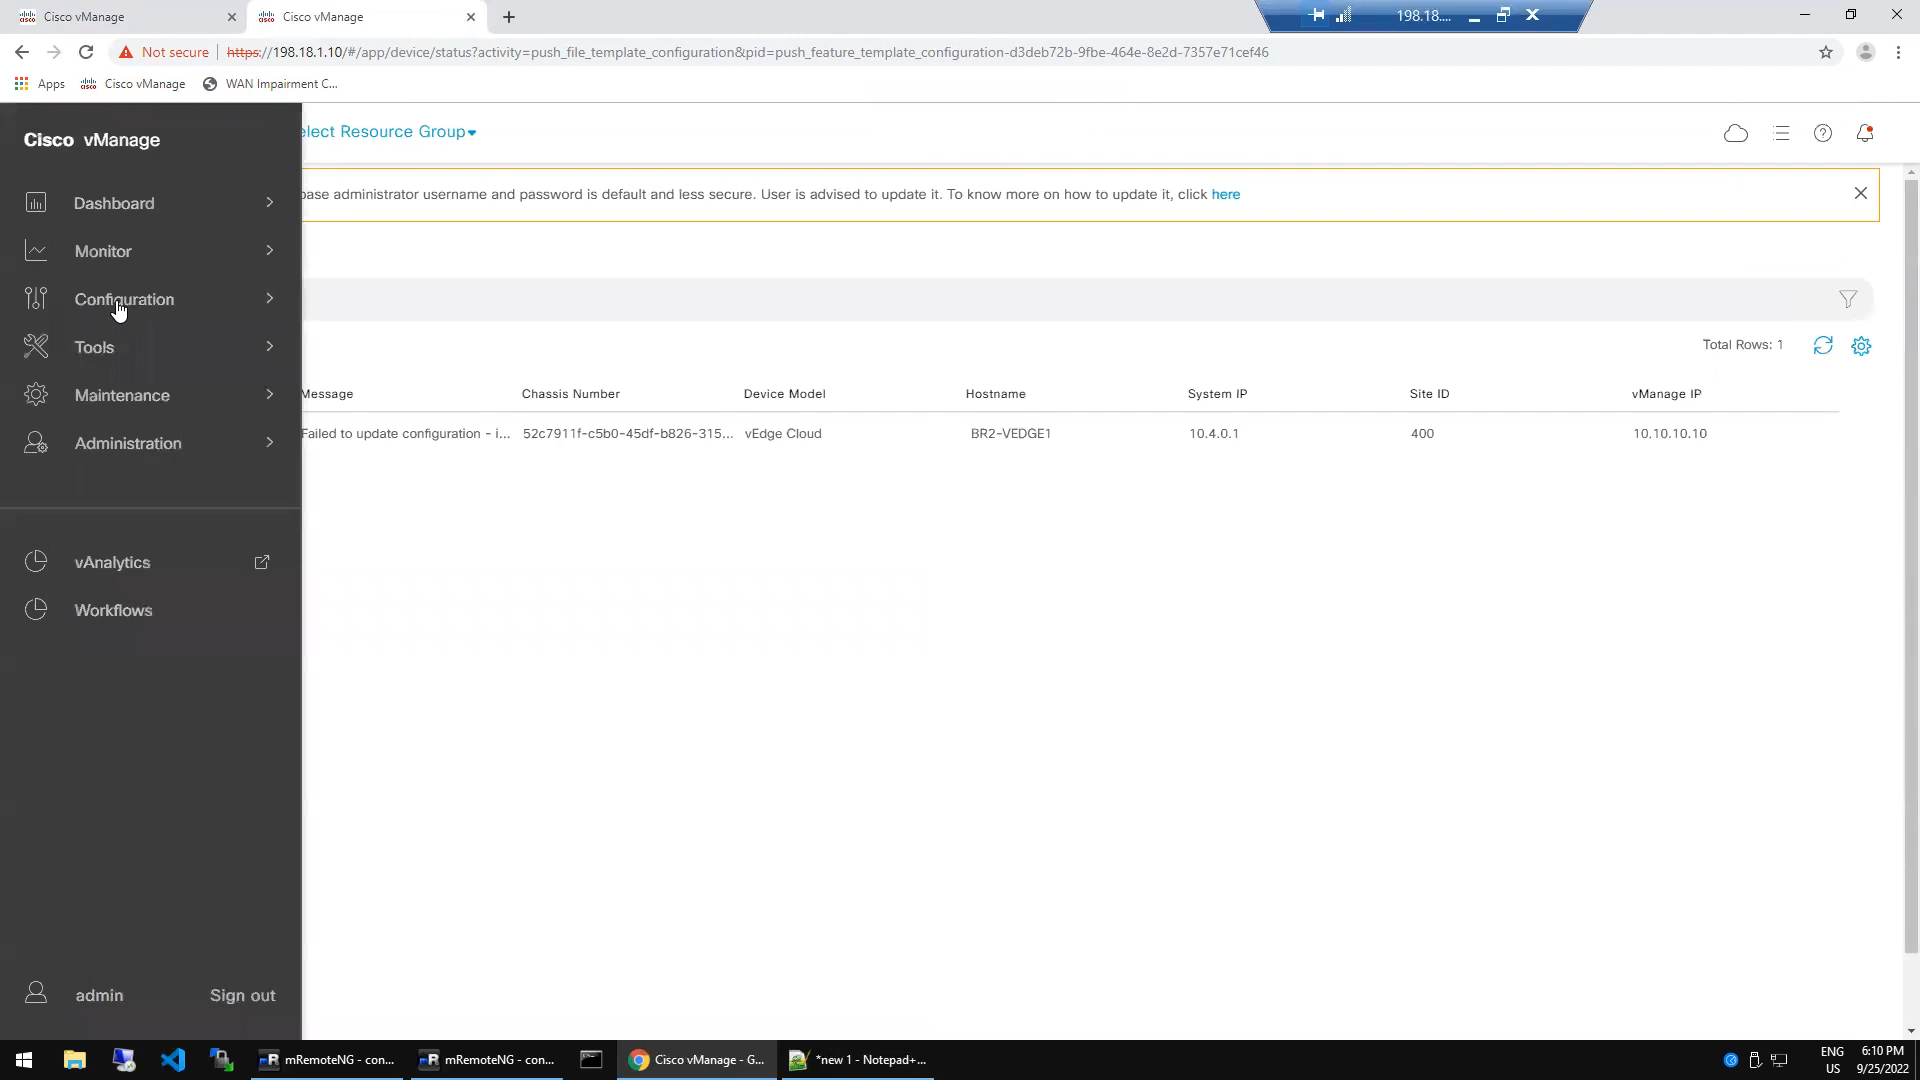 Cisco vManage
Cisco vManage
198.18....
Not secure
https://198.18.1.10/#/app/device/status?activity=push_file_template_configuration&pid=push_feature_template_configuration-d3deb72b-9fbe-464e-8e2d-7357e71cef46
Apps
Cisco vManage
WAN Impairment C...
Cisco vManage
elect Resource Group
base administrator username and password is default and less secure. User is advised to update it. To know more on how to update it, click here
Dashboard
Monitor
Configuration
Tools
Maintenance
Administration
vAnalytics
Workflows
admin
Sign out
Total Rows: 1
Message Chassis Number Device Model Hostname System IP Site ID vManage IP
Failed to update configuration - i... 52c7911f-c5b0-45df-b826-315... vEdge Cloud BR2-VEDGE1 10.4.0.1 400 10.10.10.10
mRemoteNG - con...
mRemoteNG - con...
Cisco vManage - G...
*new 1 - Notepad+...
ENG
US
6:10 PM
9/25/2022